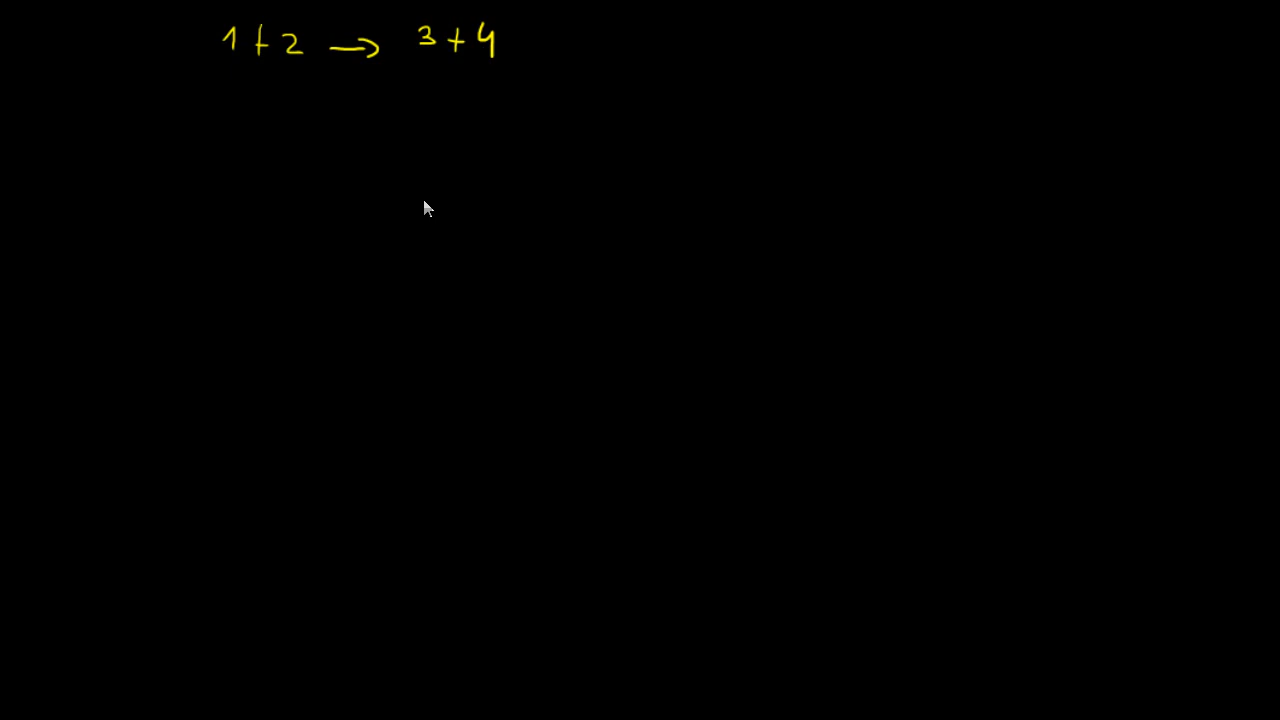 1 + 2 → 3 + 4